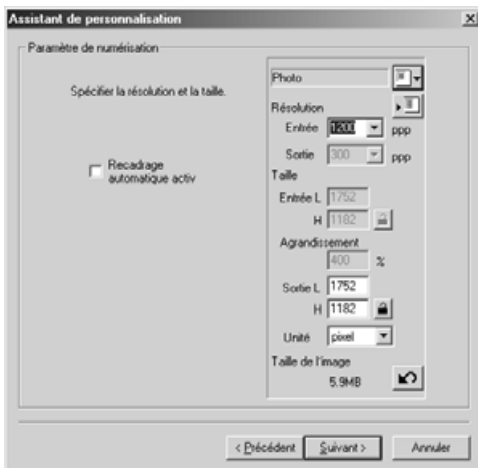 Assistant de personnalisation
Paramètre de numérisation
Spécifier la résolution et la taille.
Recadrage
automatique activ
Photo
Résolution
Entrée 1200 ppp
Sortie 300 ppp
Taille
Entrée L 1752
H 1182
Agrandissement
400 %
Sortie L 1752
H 1182
Unité pixel
Taille de l'image
5.9MB
< Précédent
Suivant >
Annuler